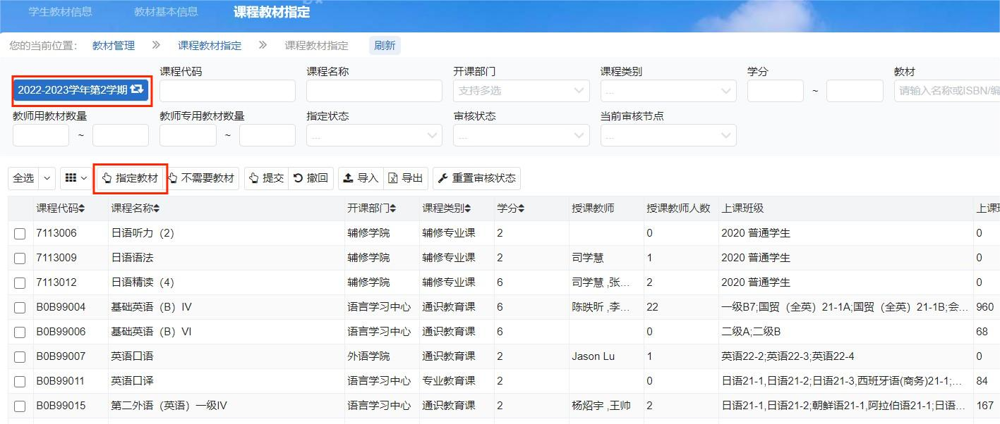 学生教材信息 教材基本信息 课程教材指定
您的当前位置： 教材管理 课程教材指定 课程教材指定 刷新
课程代码 课程名称 开课部门 课程类别 学分 教材
2022-2023学年第2学期 支持多选 ... ~ 请输入名称或ISBN/编
教师用教材数量 教师专用教材数量 指定状态 审核状态 当前审核节点
~ ~ ... ... ...
全选 指定教材 不需要教材 提交 撤回 导入 导出 重置审核状态
课程代码 课程名称 开课部门 课程类别 学分 授课教师 授课教师人数 上课班级 上课班
7113006 日语听力（2） 辅修学院 辅修专业课 2 0 2020 普通学生 0
7113009 日语语法 辅修学院 辅修专业课 2 司学慧 1 2020 普通学生 0
7113012 日语精读（4） 辅修学院 辅修专业课 6 司学慧 ,张... 2 2020 普通学生 0
B0B99004 基础英语（B）IV 语言学习中心 通识教育课 6 陈昳昕 ,李... 22 一级B7;国贸（全英）21-1A;国贸（全英）21-1B;会... 960
B0B99006 基础英语（B）VI 语言学习中心 通识教育课 6 0 二级A;二级B 68
B0B99007 英语口语 外语学院 通识教育课 2 Jason Lu 1 英语22-2;英语22-3;英语22-4 0
B0B99011 英语口译 语言学习中心 专业教育课 2 0 日语21-1,日语21-2;日语21-3,西班牙语(商务)21-1;... 84
B0B99015 第二外语（英语）一级IV 语言学习中心 通识教育课 2 杨炤宇 ,王帅 2 日语21-1,日语21-2;朝鲜语21-1,阿拉伯语21-1;日语... 167